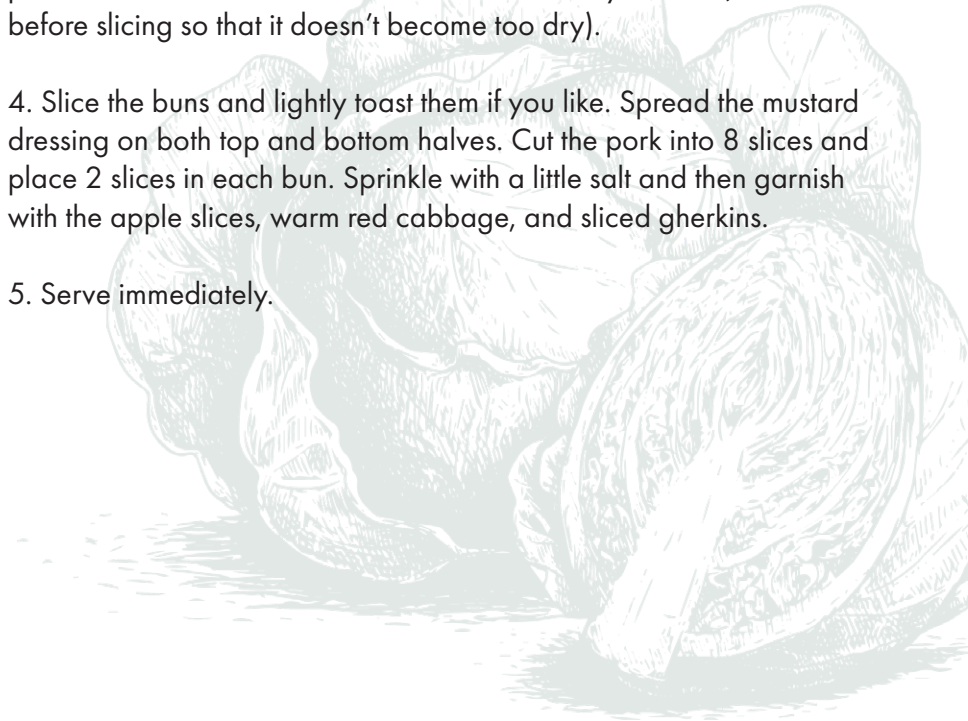 before slicing so that it doesn't become too dry).
4. Slice the buns and lightly toast them if you like. Spread the mustard
dressing on both top and bottom halves. Cut the pork into 8 slices and
place 2 slices in each bun. Sprinkle with a little salt and then garnish
with the apple slices, warm red cabbage, and sliced gherkins.
5. Serve immediately.